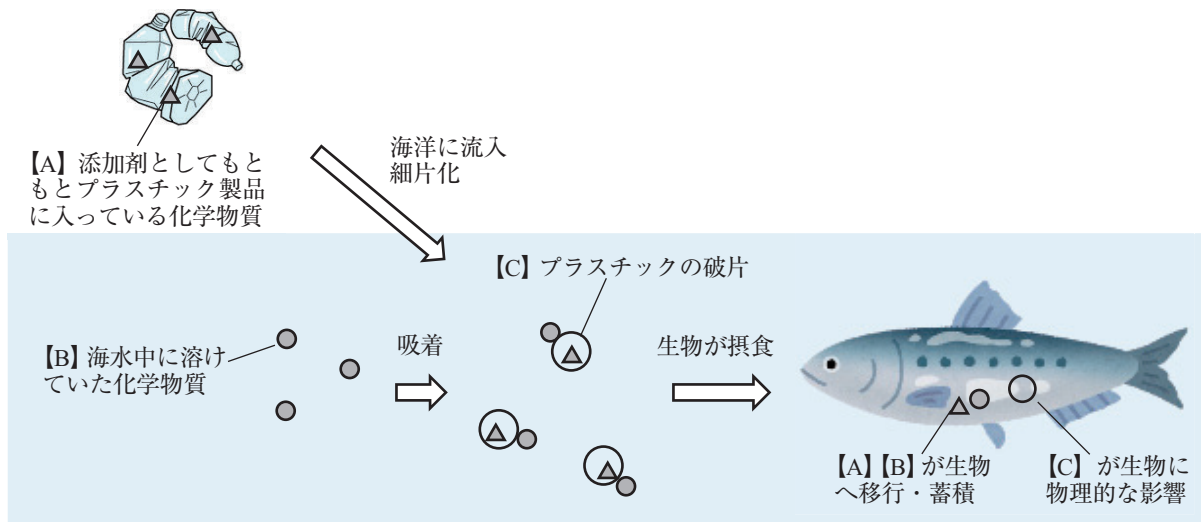 【A】添加剤としてもと
もとプラスチック製品
に入っている化学物質
海洋に流入
細片化
【C】プラスチックの破片
【B】海水中に溶け
ていた化学物質
吸着
生物が摂食
【A】【B】が生物
へ移行・蓄積
【C】が生物に
物理的な影響